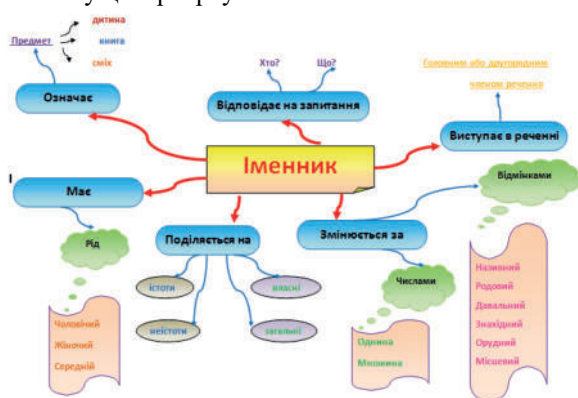 дитина
Предмет
книга
сміх
Хто?
Що?
Головним або другорядним
членом речення
Означає
Відповідає на запитання
Виступає в реченні
Іменник
Має
Відмінками
Поділяється на
Змінюється за
Рід
Числами
істоти
власні
неістоти
загальні
Чоловічий
Жіночий
Середній
Однина
Множина
Називний
Родовий
Давальний
Знахідний
Орудний
Місцевий